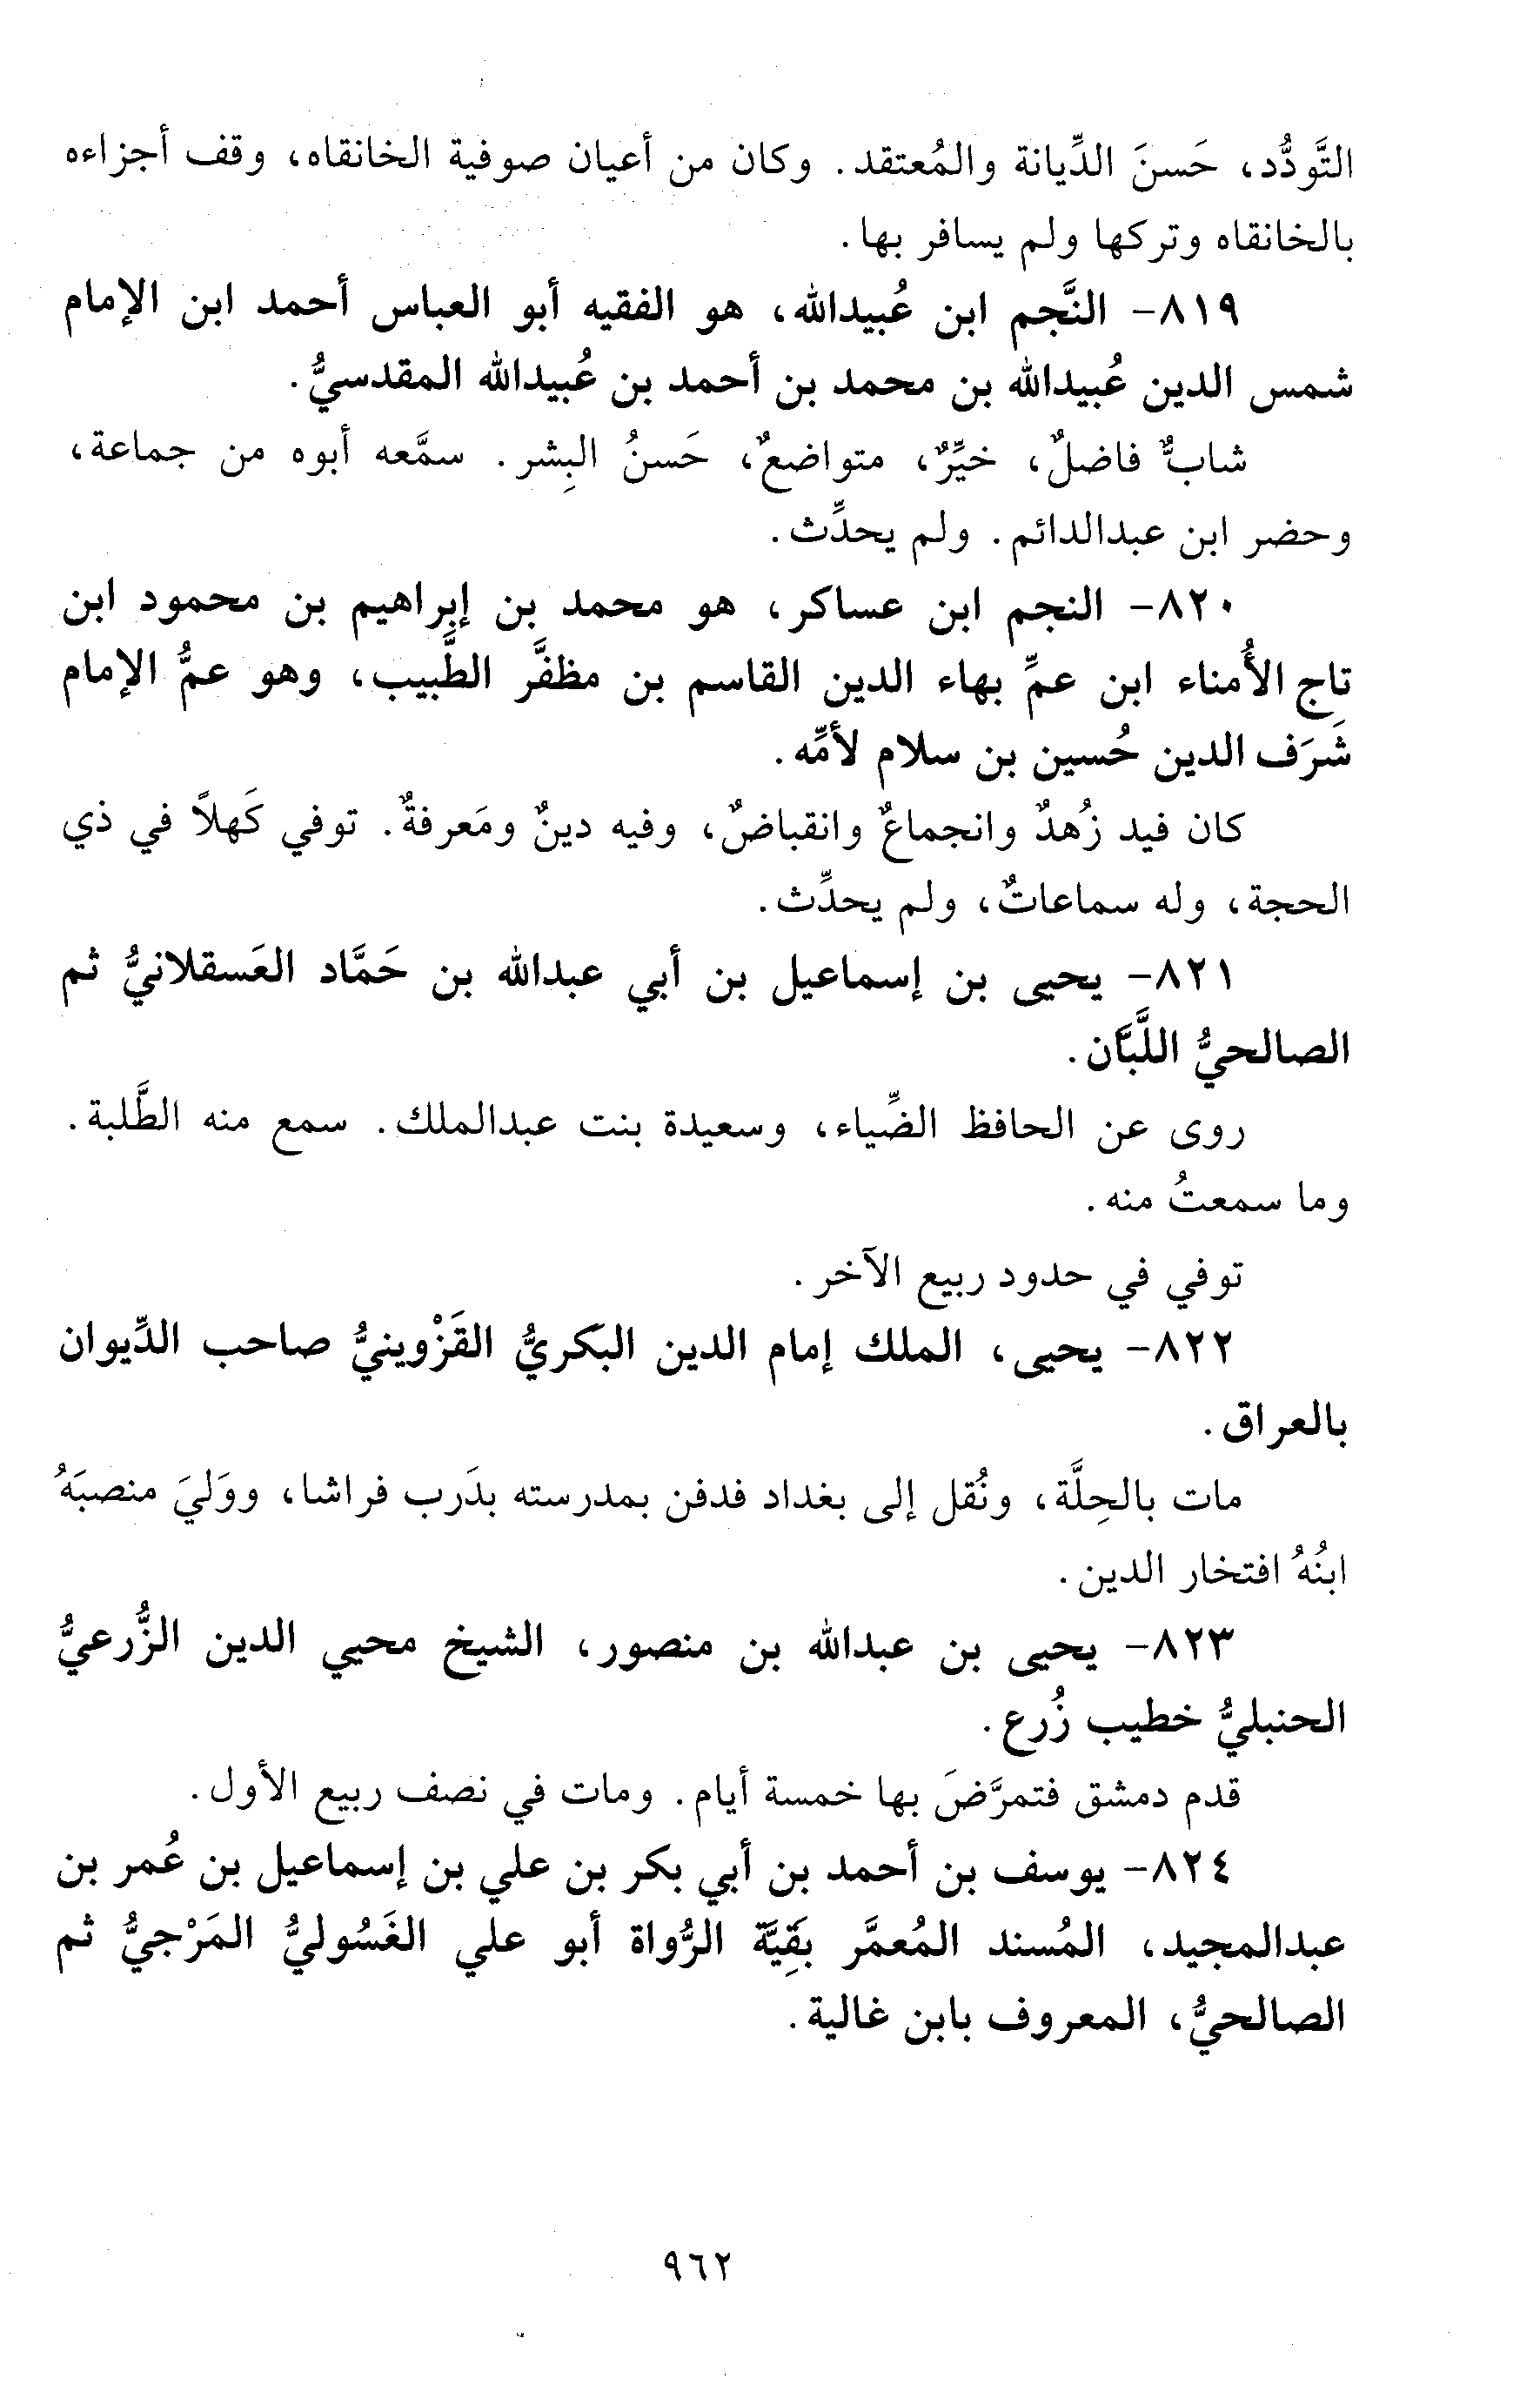 التَّودُّد، حَسنَ الدِّيانة والمُعتقد. وكان من أعيان صوفية الخانقاه، وقف أجزاءه
بالخانقاه وتركها ولم يسافر بها.
٨١٩- النَّجم ابن عُبيدالله، هو الفقيه أبو العباس أحمد ابن الإمام
شمس الدين عُبيدالله بن محمد بن أحمد بن عُبيدالله المقدسيُّ.
شابٌّ فاضلٌ، خيِّرٌ، متواضعٌ، حَسنُ البِشر. سمَّعه أبوه من جماعة،
وحضر ابن عبدالدائم. ولم يحدِّث.
٨٢٠- النجم ابن عساكر، هو محمد بن إبراهيم بن محمود ابن
تاج الأُمناء ابن عمِّ بهاء الدين القاسم بن مظفَّر الطَّبيب، وهو عمُّ الإمام
شَرَف الدين حُسين بن سلام لأمِّه.
كان فيد زُهدٌ وانجماعٌ وانقباضٌ، وفيه دينٌ ومَعرفةٌ. توفي كَهلاً في ذي
الحجة، وله سماعاتٌ، ولم يحدِّث.
٨٢١- يحيى بن إسماعيل بن أبي عبدالله بن حَمَّاد العَسقلانيُّ ثم
الصالحيُّ اللَّبَّان.
روى عن الحافظ الضِّياء، وسعيدة بنت عبدالملك. سمع منه الطَّلبة.
وما سمعتُ منه.
توفي في حدود ربيع الآخر.
٨٢٢- يحيى، الملك إمام الدين البَكريُّ القَزْوينيُّ صاحب الدِّيوان
بالعراق.
مات بالحِلَّة، ونُقل إلى بغداد فدفن بمدرسته بدَرب فراشا، ووَليَ منصبَهُ
ابنُهُ افتخار الدين.
٨٢٣- يحيى بن عبدالله بن منصور، الشيخ محيي الدين الزُّرعيُّ
الحنبليُّ خطيب زُرع.
قدم دمشق فتمرَّضَ بها خمسة أيام. ومات في نصف ربيع الأول.
٨٢٤- يوسف بن أحمد بن أبي بكر بن علي بن إسماعيل بن عُمر بن
عبدالمجيد، المُسند المُعمَّر بَقِيَّة الرُّواة أبو علي الغَسُوليُّ المَرْجيُّ ثم
الصالحيُّ، المعروف بابن غالية.
٩٦٢